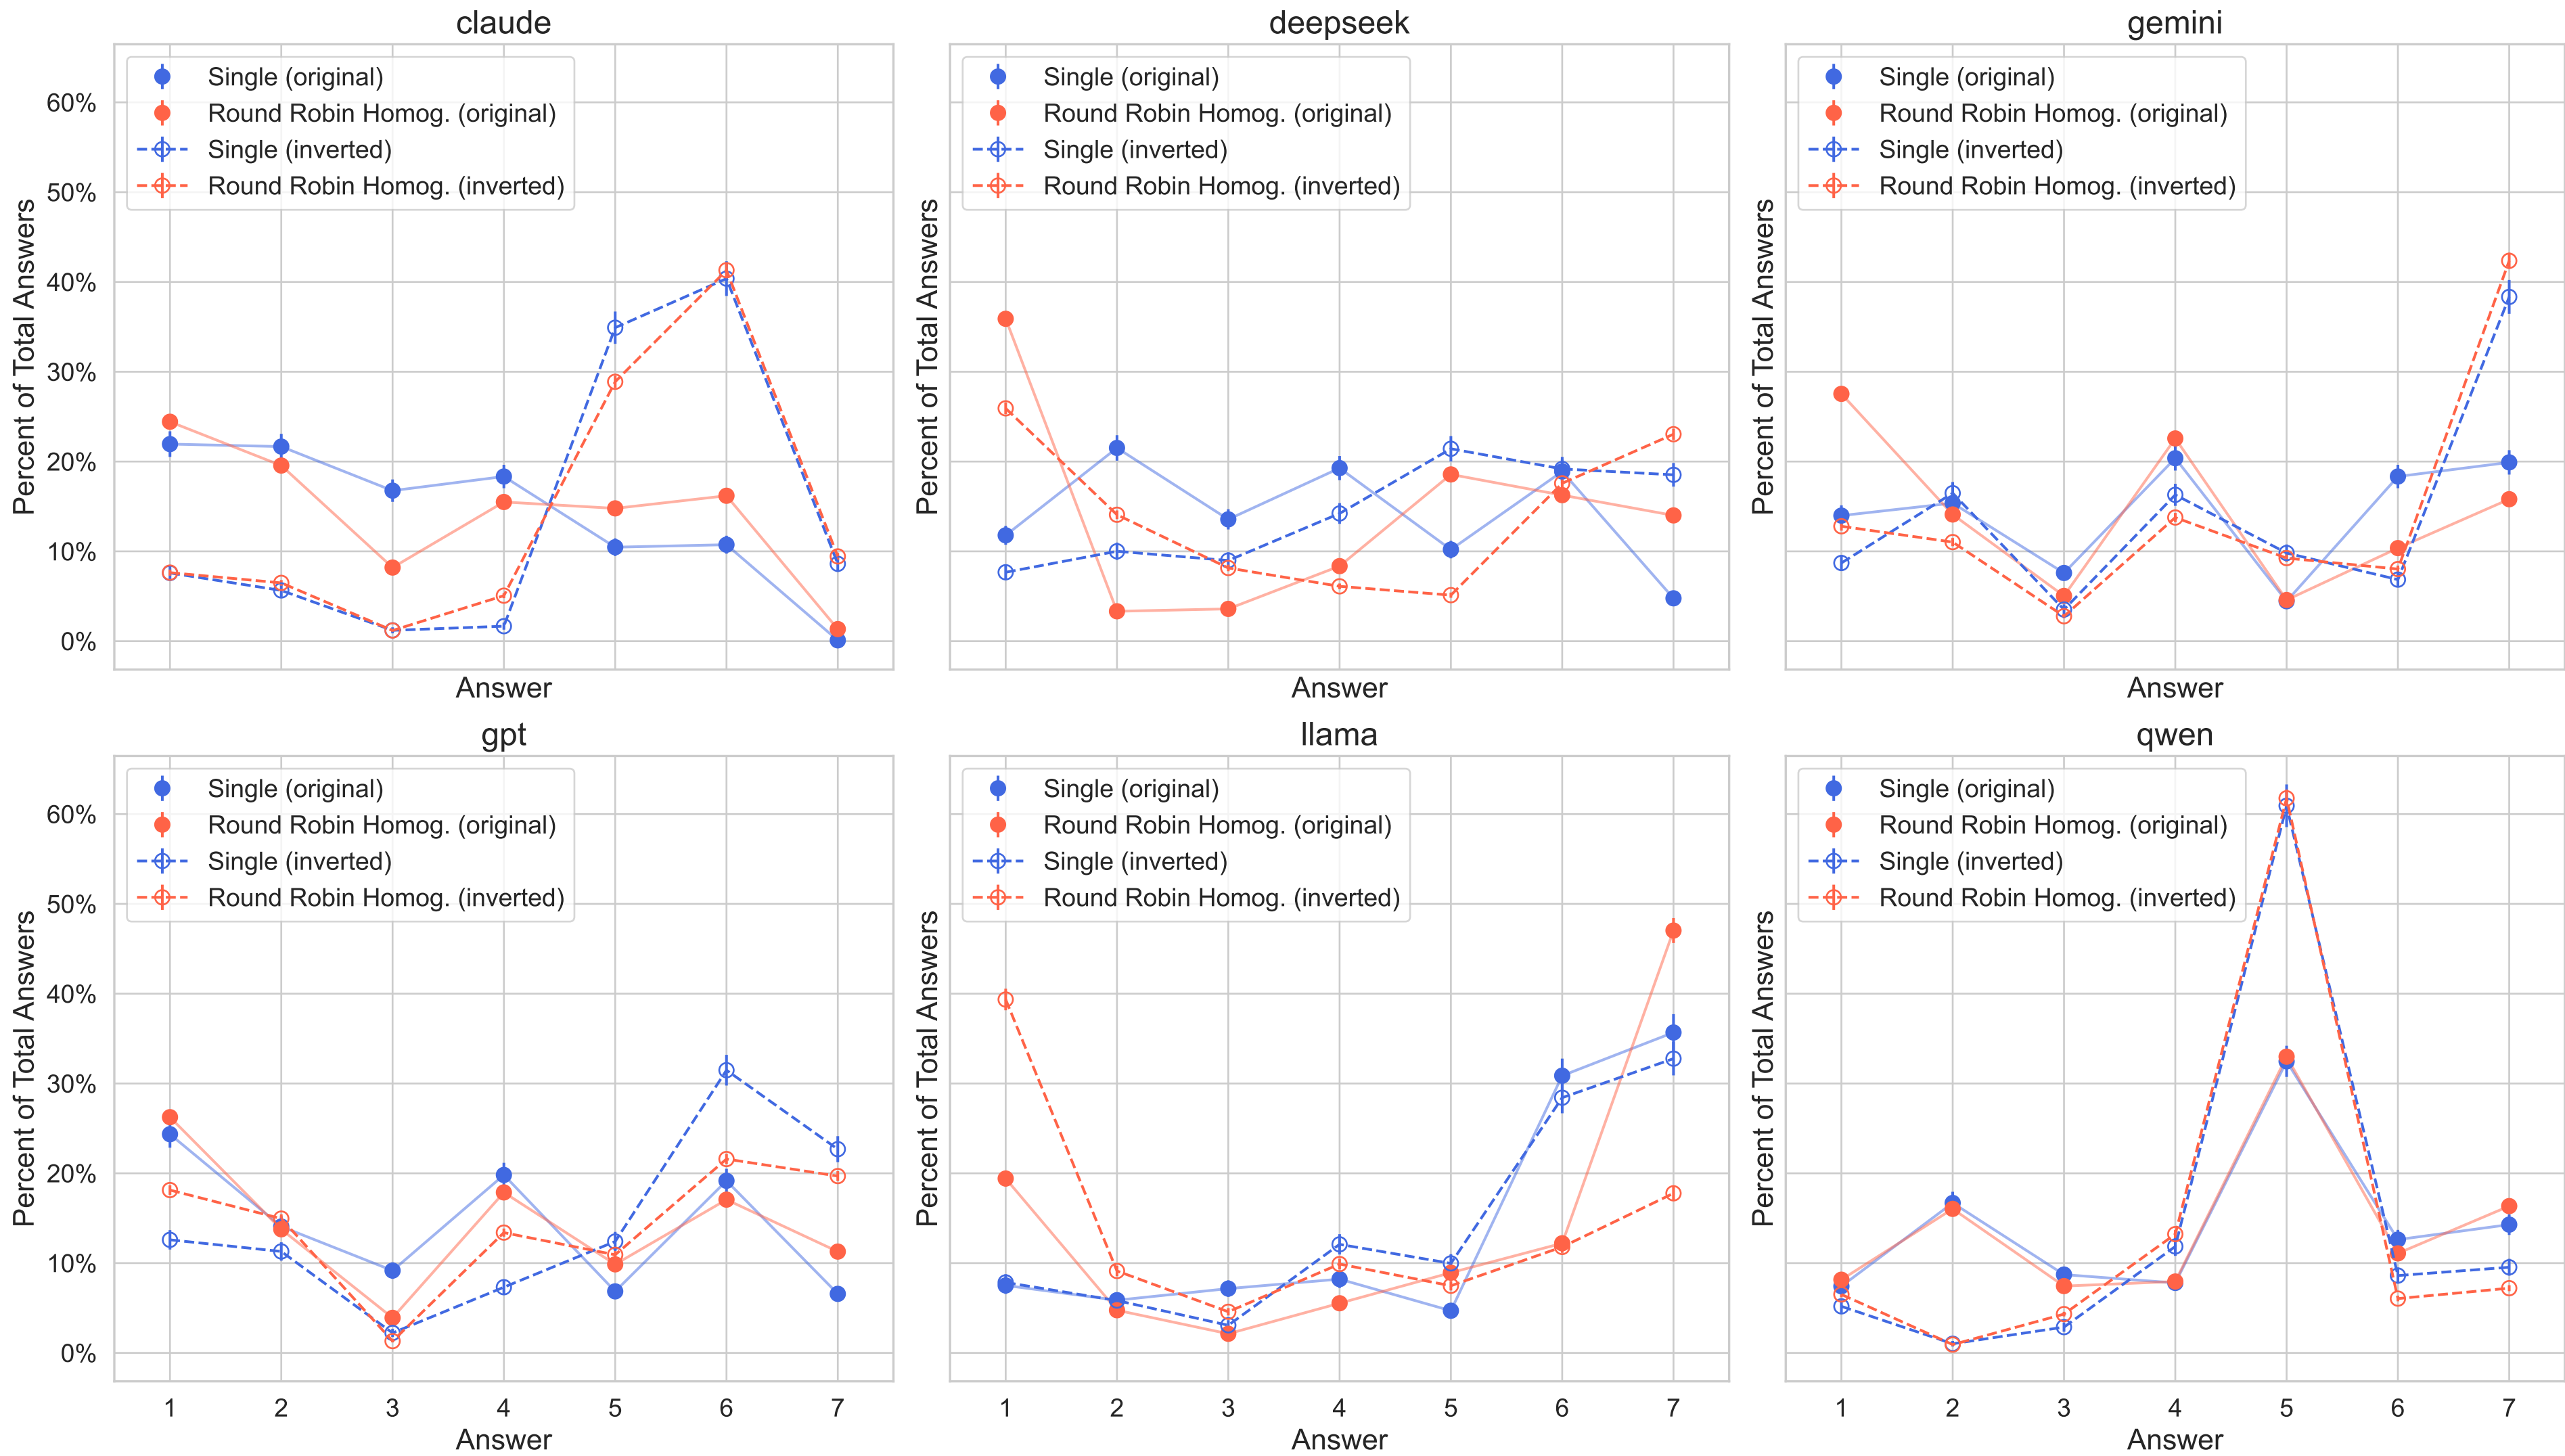 claude
Single (original)
Round Robin Homog. (original)
Single (inverted)
Round Robin Homog. (inverted)
60%
50%
40%
30%
20%
10%
0%
Percent of Total Answers
Answer
deepseek
Single (original)
Round Robin Homog. (original)
Single (inverted)
Round Robin Homog. (inverted)
Percent of Total Answers
Answer
gemini
Single (original)
Round Robin Homog. (original)
Single (inverted)
Round Robin Homog. (inverted)
Percent of Total Answers
Answer
gpt
Single (original)
Round Robin Homog. (original)
Single (inverted)
Round Robin Homog. (inverted)
60%
50%
40%
30%
20%
10%
0%
Percent of Total Answers
1 2 3 4 5 6 7
Answer
llama
Single (original)
Round Robin Homog. (original)
Single (inverted)
Round Robin Homog. (inverted)
Percent of Total Answers
1 2 3 4 5 6 7
Answer
qwen
Single (original)
Round Robin Homog. (original)
Single (inverted)
Round Robin Homog. (inverted)
Percent of Total Answers
1 2 3 4 5 6 7
Answer